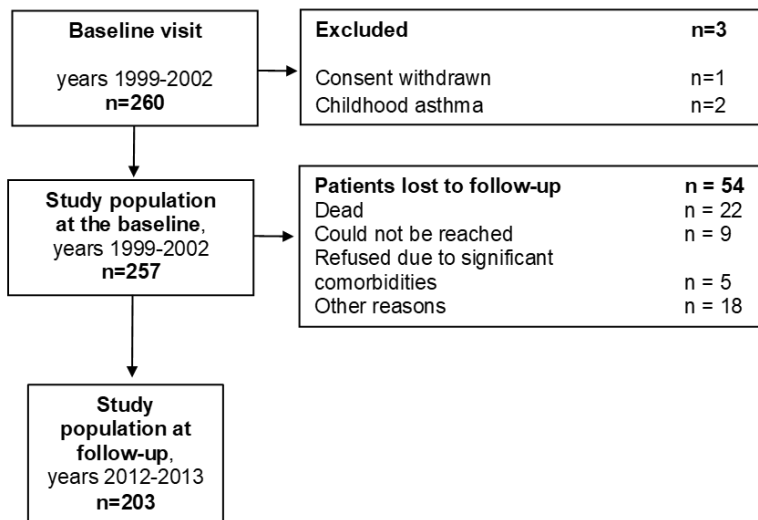 Baseline visit
years 1999-2002
n=260
Excluded n=3
Consent withdrawn n=1
Childhood asthma n=2
Study population
at the baseline,
years 1999-2002
n=257
Patients lost to follow-up n = 54
Dead n = 22
Could not be reached n = 9
Refused due to significant
comorbidities n = 5
Other reasons n = 18
Study
population at
follow-up,
years 2012-2013
n=203